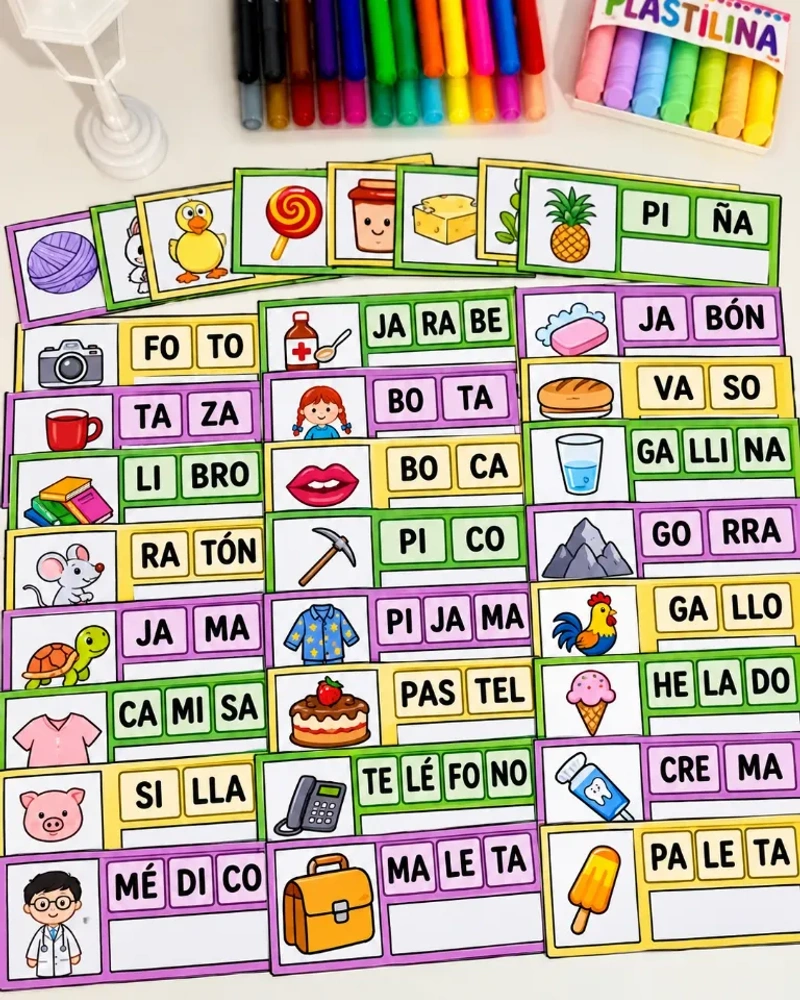 PLASTILINA
PI ÑA
FO TO
JA RA BE
JA BÓN
TA ZA
BO TA
VA SO
LI BRO
BO CA
GA LLI NA
RA TÓN
PI CO
GO RRA
JA MA
PI JA MA
GA LLO
CA MI SA
PAS TEL
HE LA DO
SI LLA
TE LÉ FO NO
CRE MA
MÉ DI CO
MA LE TA
PA LE TA